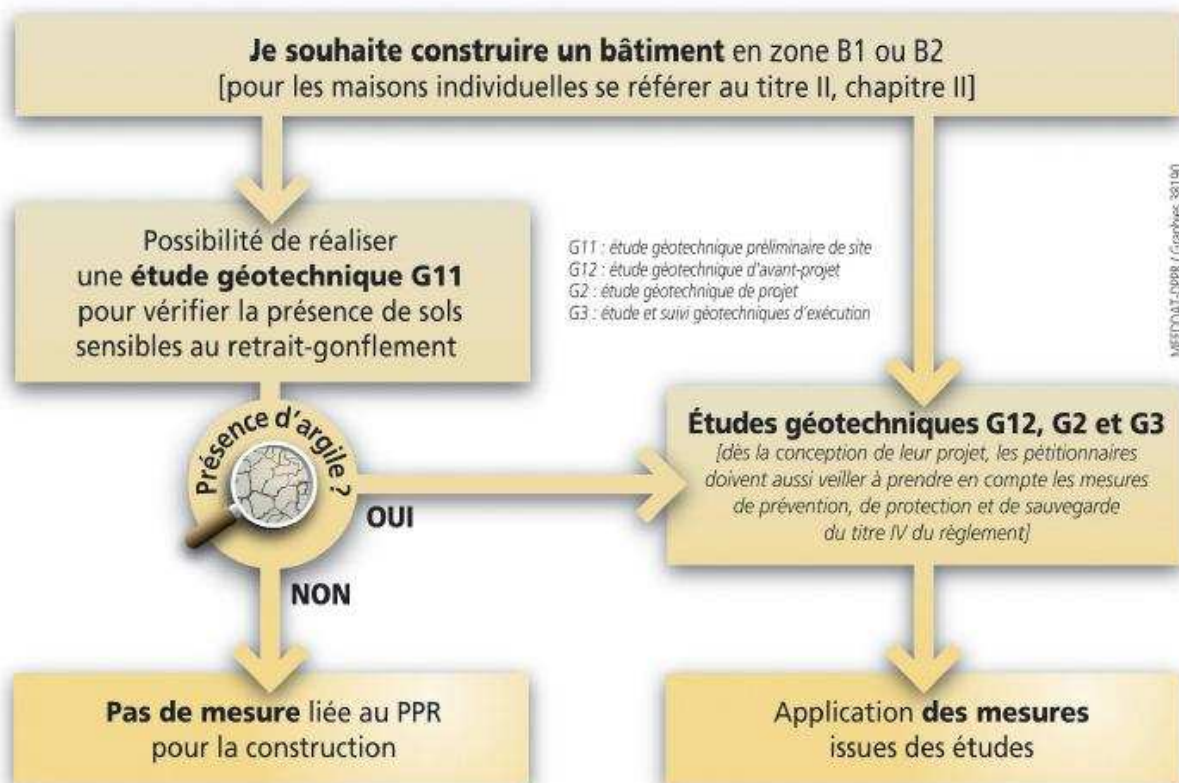 Je souhaite construire un bâtiment en zone B1 ou B2
[pour les maisons individuelles se référer au titre II, chapitre II]
Possibilité de réaliser
une étude géotechnique G11
pour vérifier la présence de sols
sensibles au retrait-gonflement
G11 : étude géotechnique préliminaire de site
G12 : étude géotechnique d'avant-projet
G2 : étude géotechnique de projet
G3 : étude et suivi géotechniques d'exécution
MEEDDAT-DPPR / Graphies 38190
Présence d'argile ?
OUI
NON
Études géotechniques G12, G2 et G3
[dès la conception de leur projet, les pétitionnaires
doivent aussi veiller à prendre en compte les mesures
de prévention, de protection et de sauvegarde
du titre IV du règlement]
Pas de mesure liée au PPR
pour la construction
Application des mesures
issues des études